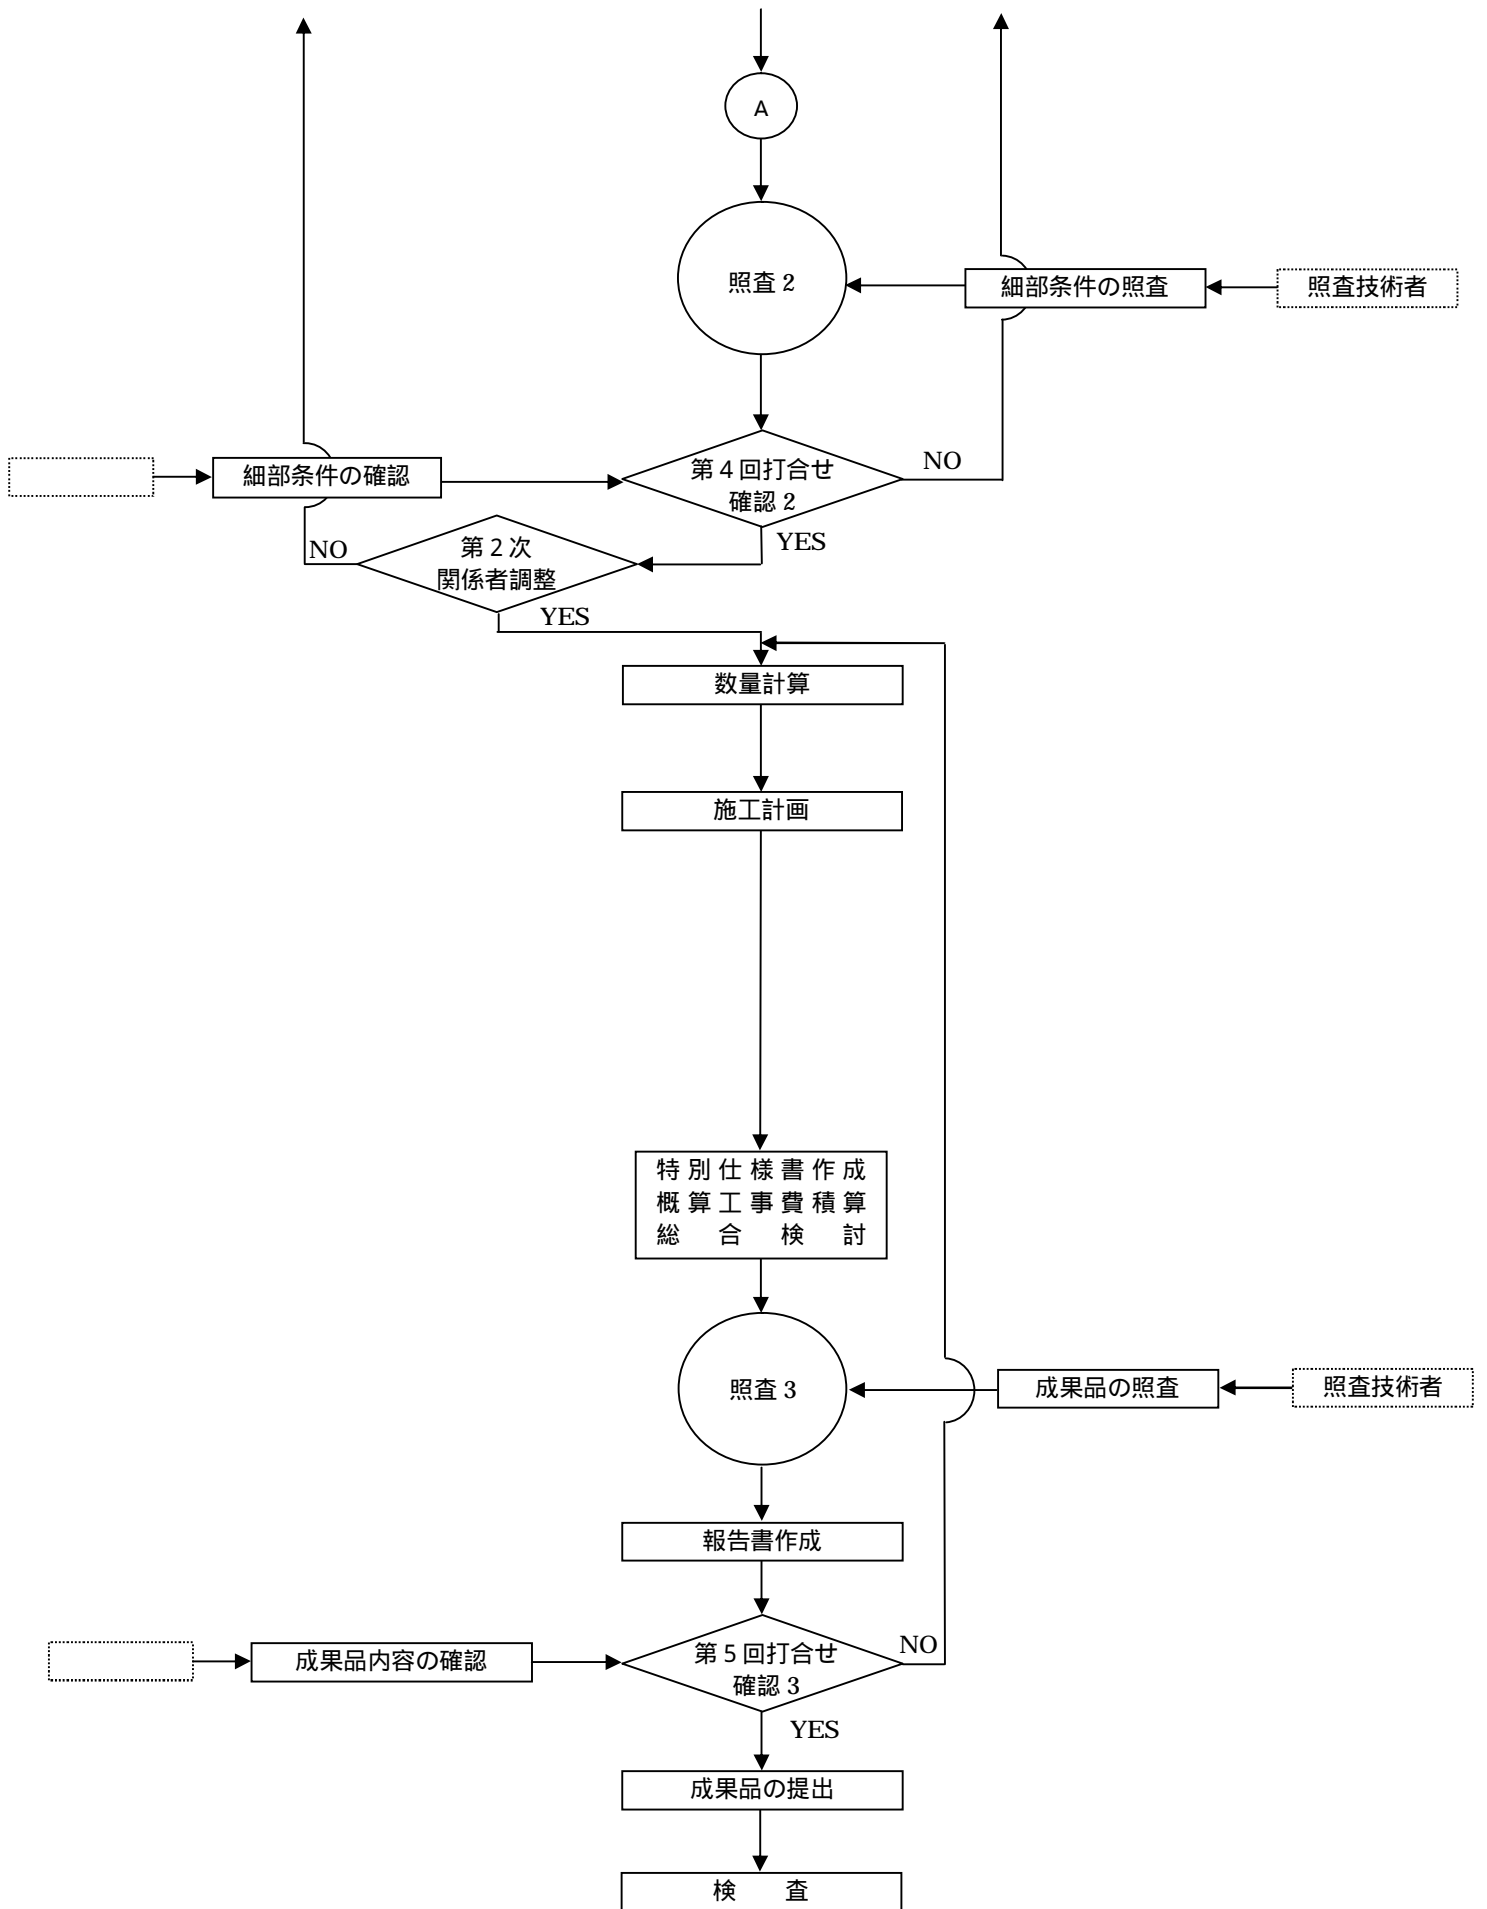 A
照査２
細部条件の照査
照査技術者
細部条件の確認
第４回打合せ
確認２
NO
YES
NO
第２次
関係者調整
YES
数量計算
施工計画
特別仕様書作成
概算工事費積算
総合検討
照査３
成果品の照査
照査技術者
報告書作成
成果品内容の確認
第５回打合せ
確認３
NO
YES
成果品の提出
検　　査